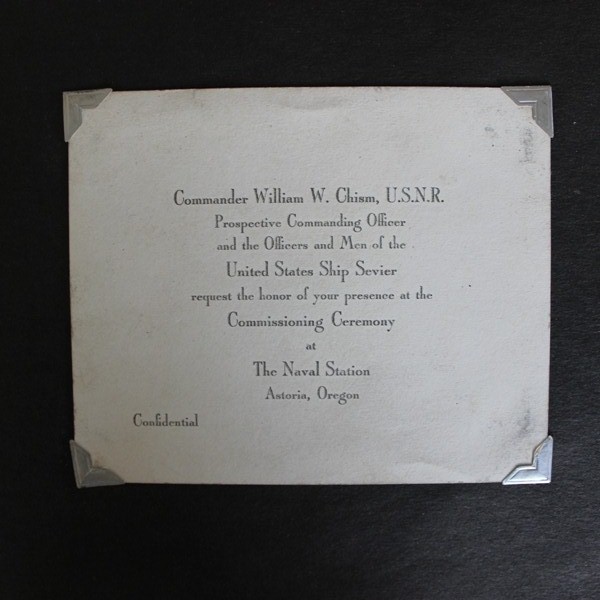 Commander William W. Chism, U.S.N.R.
Prospective Commanding Officer
and the Officers and Men of the
United States Ship Sevier
request the honor of your presence at the
Commissioning Ceremony
at
The Naval Station
Astoria, Oregon
Confidential